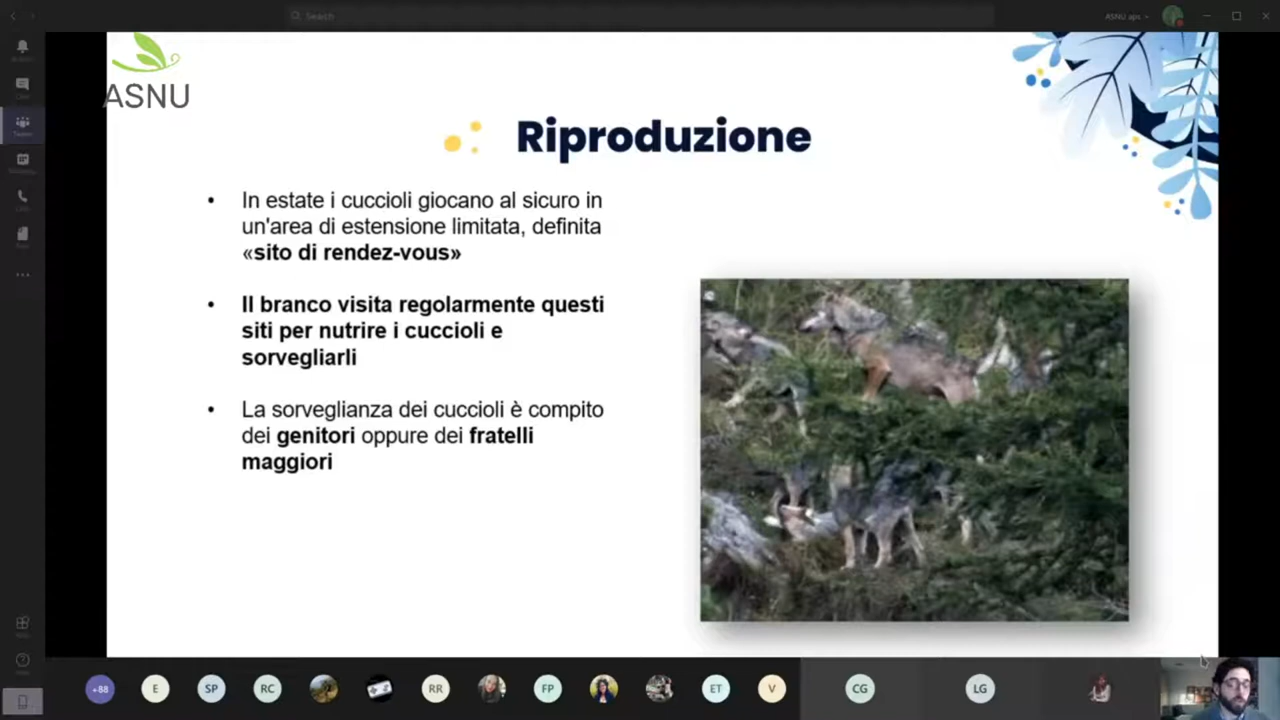 Search
ASNU aps
ASNU
Riproduzione
• In estate i cuccioli giocano al sicuro in
un'area di estensione limitata, definita
«sito di rendez-vous»
• Il branco visita regolarmente questi
siti per nutrire i cuccioli e
sorvegliarli
• La sorveglianza dei cuccioli è compito
dei genitori oppure dei fratelli
maggiori
+88
E
SP
RC
RR
FP
ET
V
CG
LG